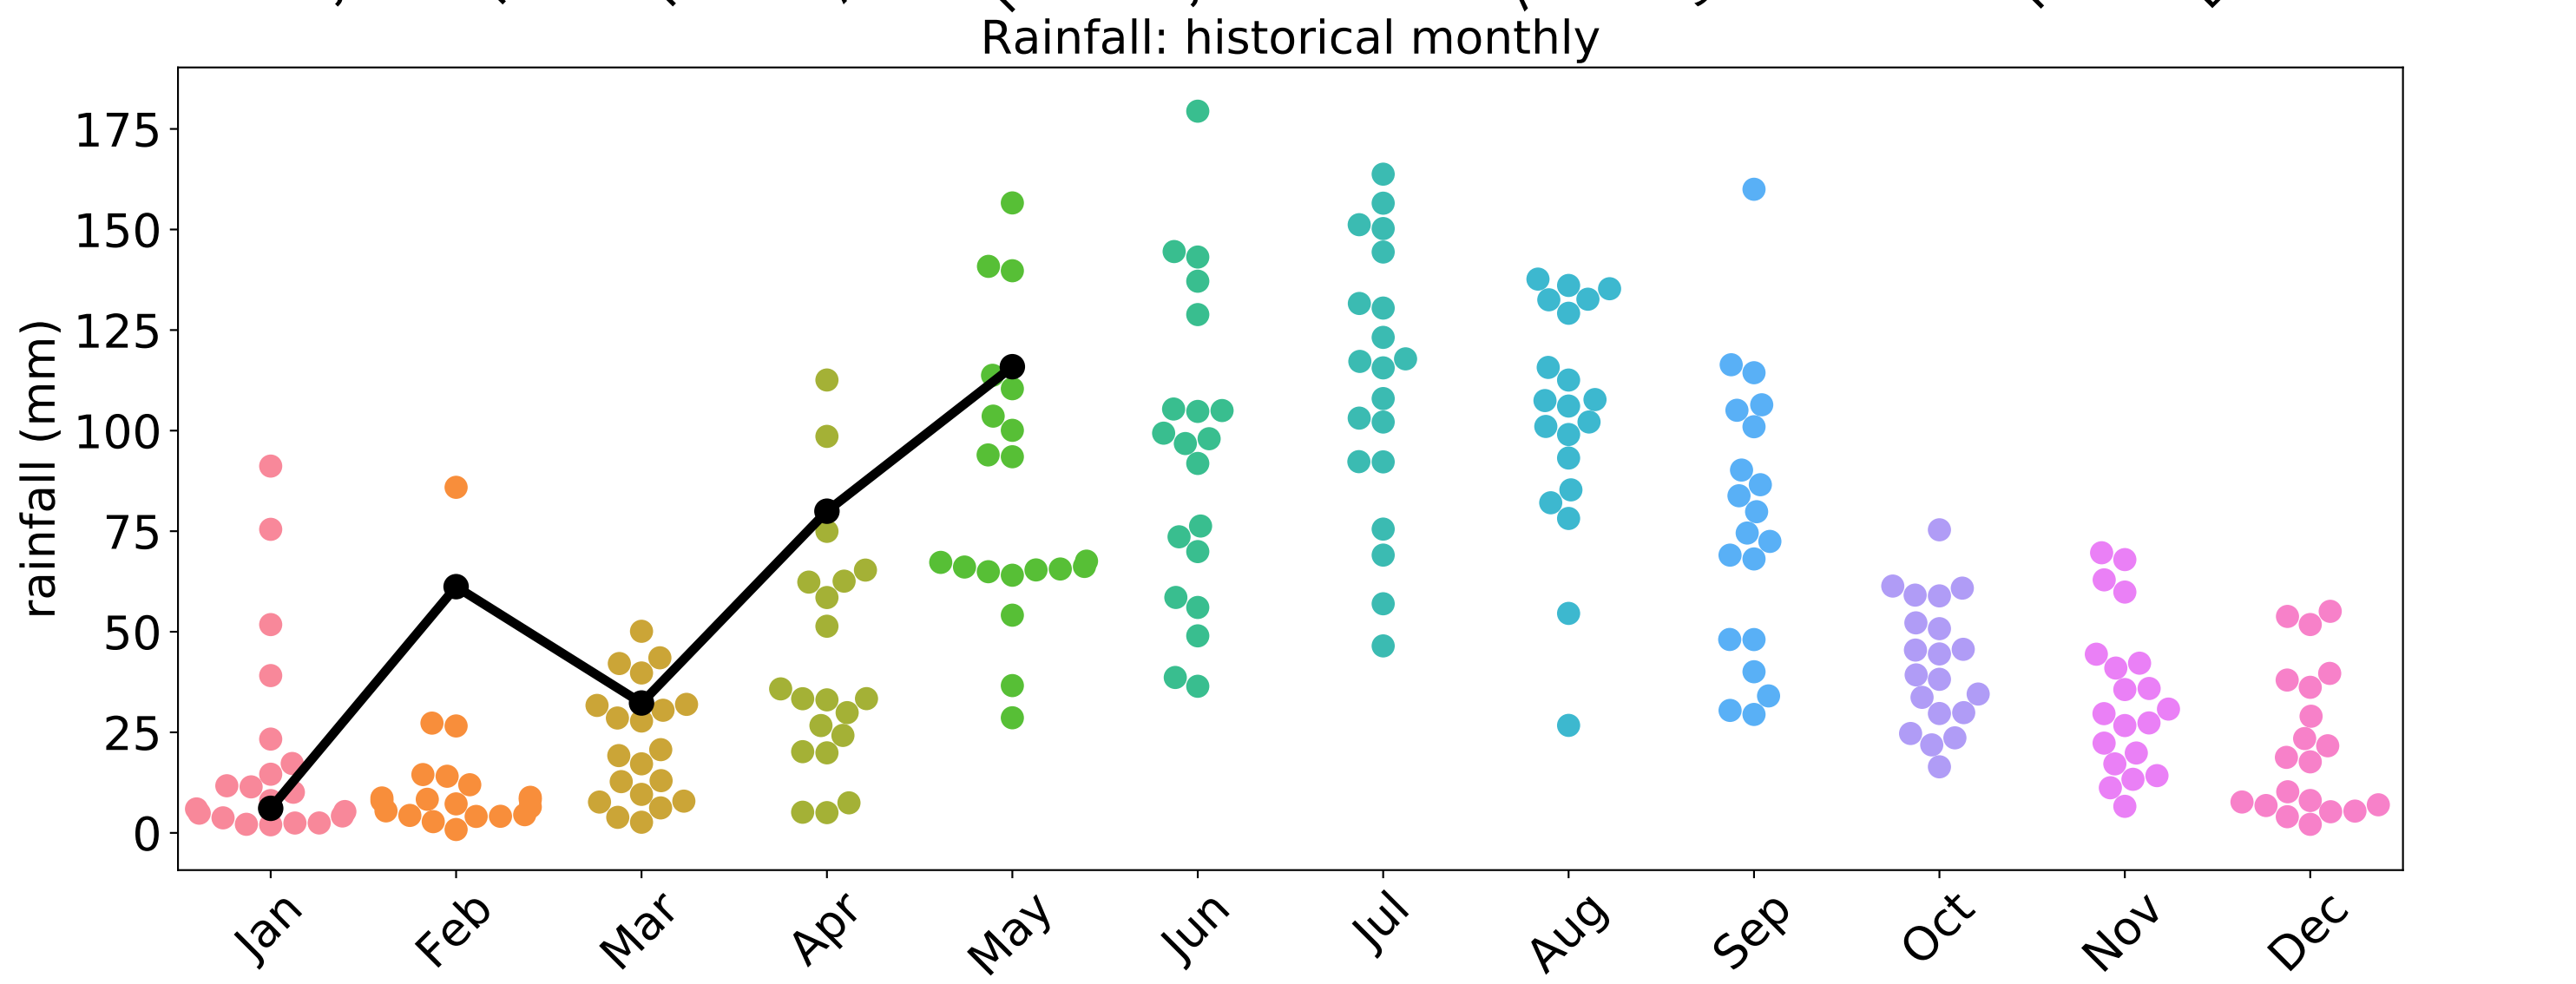 Rainfall: historical monthly
rainfall (mm)
175
150
125
100
75
50
25
0
Jan
Feb
Mar
Apr
May
Jun
Jul
Aug
Sep
Oct
Nov
Dec